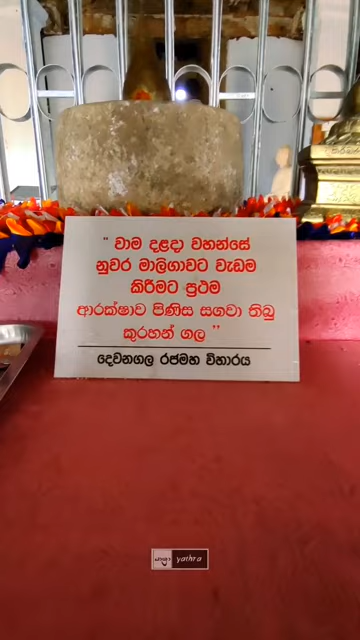 " වාම දළදා වහන්සේ
නුවර මාලිගාවට වැඩම
කිරීමට ප්‍රථම
ආරක්ෂාව පිණිස සඟවා තිබු
කුරහන් ගල ”
දෙවනගල රජමහ විහාරය
යාත්‍රා yathra